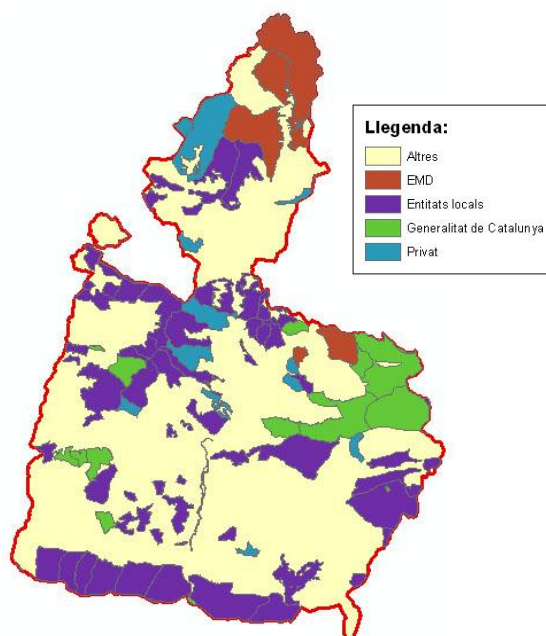 Llegenda:
Altres
EMD
Entitats locals
Generalitat de Catalunya
Privat